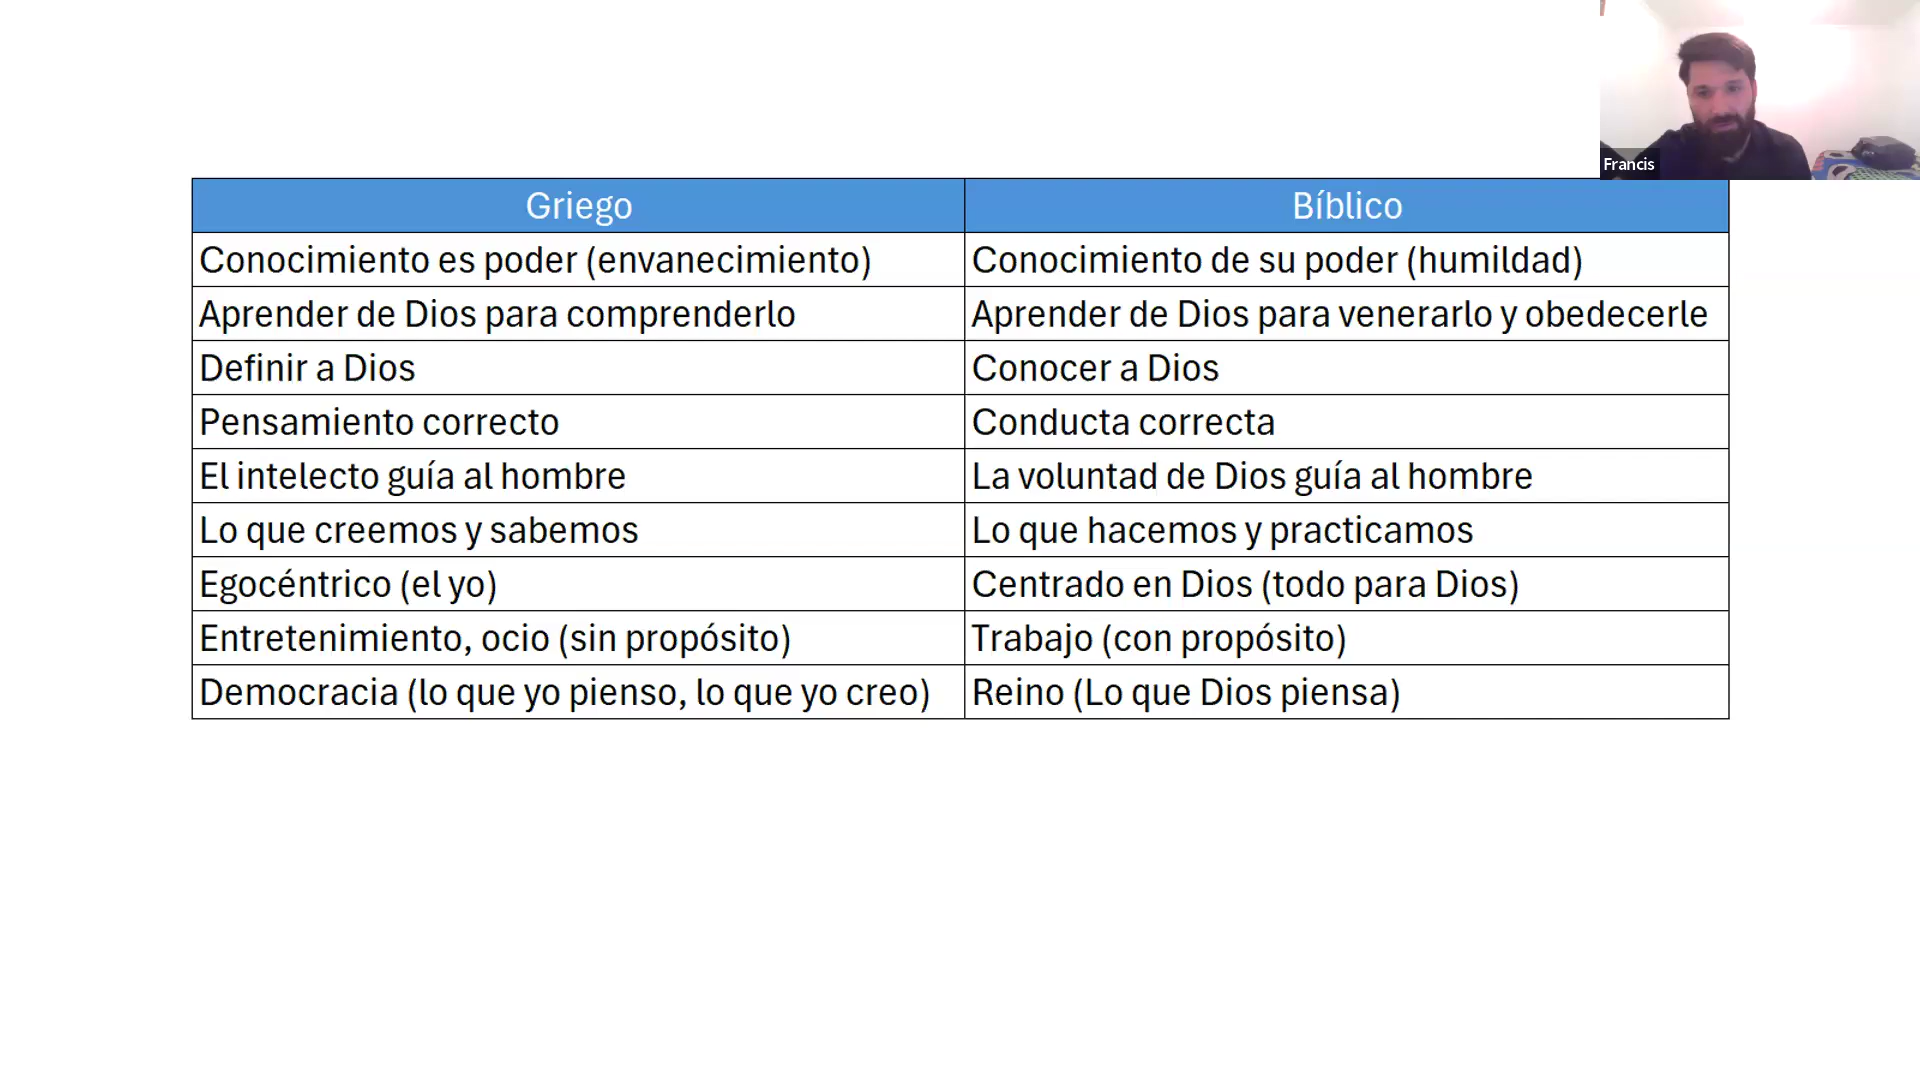 Francis
Griego Bíblico
Conocimiento es poder (envanecimiento) Conocimiento de su poder (humildad)
Aprender de Dios para comprenderlo Aprender de Dios para venerarlo y obedecerle
Definir a Dios Conocer a Dios
Pensamiento correcto Conducta correcta
El intelecto guía al hombre La voluntad de Dios guía al hombre
Lo que creemos y sabemos Lo que hacemos y practicamos
Egocéntrico (el yo) Centrado en Dios (todo para Dios)
Entretenimiento, ocio (sin propósito) Trabajo (con propósito)
Democracia (lo que yo pienso, lo que yo creo) Reino (Lo que Dios piensa)